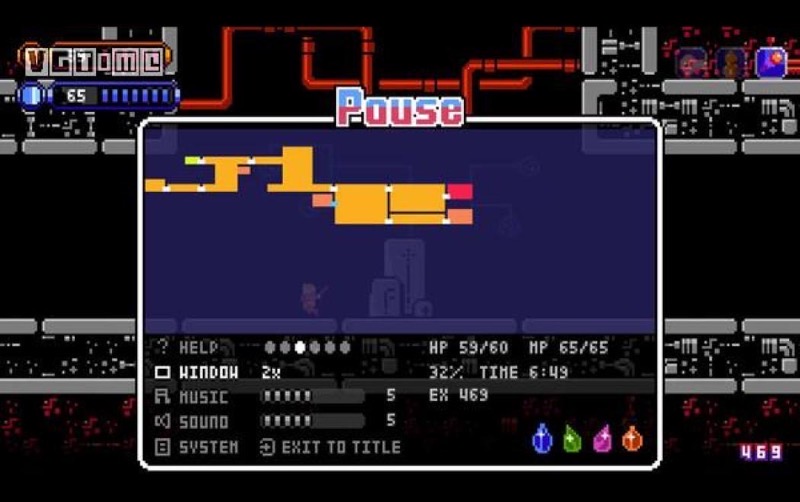 VGTOME
65
Pause
? HELP
HP 59/60 MP 65/65
WINDOW 2x
32% TIME 6:49
MUSIC 5
EX 469
SOUND 5
SYSTEM EXIT TO TITLE
469